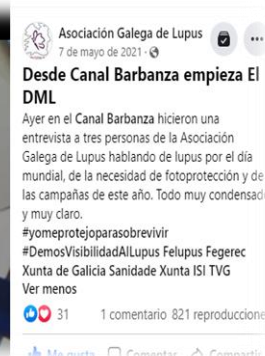 Asociación Galega de Lupus
7 de mayo de 2021 ·
Desde Canal Barbanza empieza El
DML
Ayer en el Canal Barbanza hicieron una
entrevista a tres personas de la Asociación
Galega de Lupus hablando de lupus por el día
mundial, de la necesidad de fotoprotección y de
las campañas de este año. Todo muy condensad
y muy claro.
#yomeprotejoparasobrevivir
#DemosVisibilidadAlLupus Felupus Fegerec
Xunta de Galicia Sanidade Xunta ISI TVG
Ver menos
31 1 comentario 821 reproduccione
Me gusta Comentar Compartir